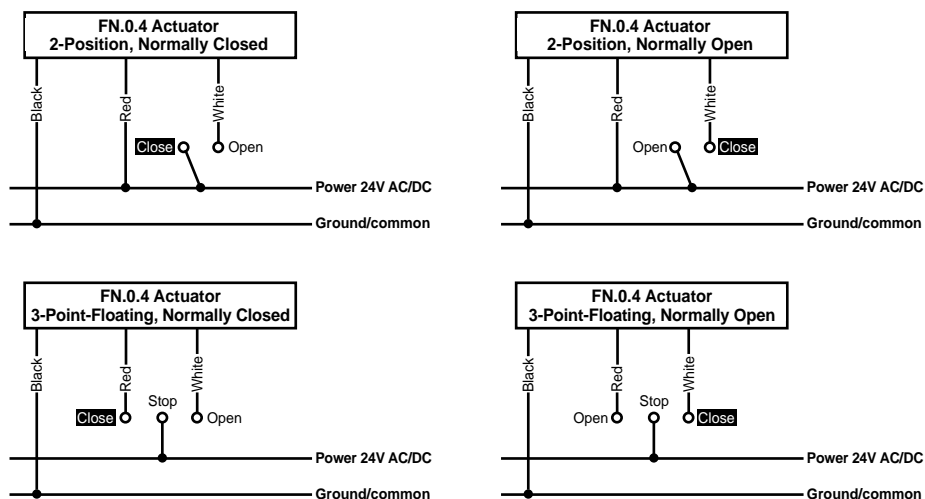 FN.0.4 Actuator
2-Position, Normally Closed
Black
Red
White
Close
Open
Power 24V AC/DC
Ground/common
FN.0.4 Actuator
2-Position, Normally Open
Black
Red
White
Open
Close
Power 24V AC/DC
Ground/common
FN.0.4 Actuator
3-Point-Floating, Normally Closed
Black
Red
White
Stop
Close
Open
Power 24V AC/DC
Ground/common
FN.0.4 Actuator
3-Point-Floating, Normally Open
Black
Red
White
Stop
Open
Close
Power 24V AC/DC
Ground/common